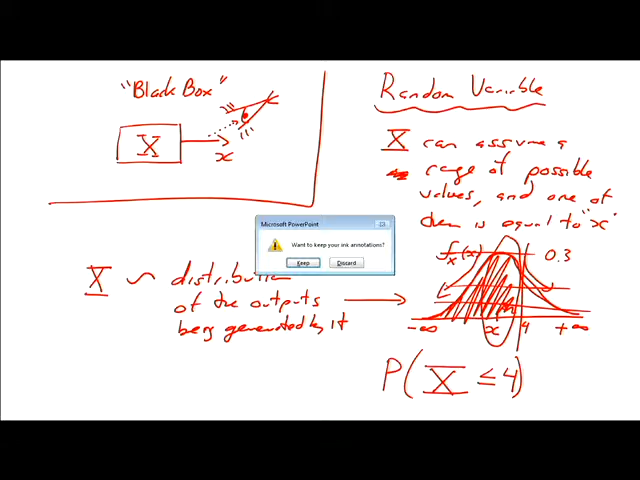 "Black Box"
X
x
Random Variable
X can assume a
range of possible
values, and one of
them is equal to "x"
Microsoft PowerPoint
Want to keep your ink annotations?
Keep
Discard
X ~ distribution
of the outputs
being generated by it
fx(x)
0.3
-∞
x
4
+∞
P(X ≤ 4)